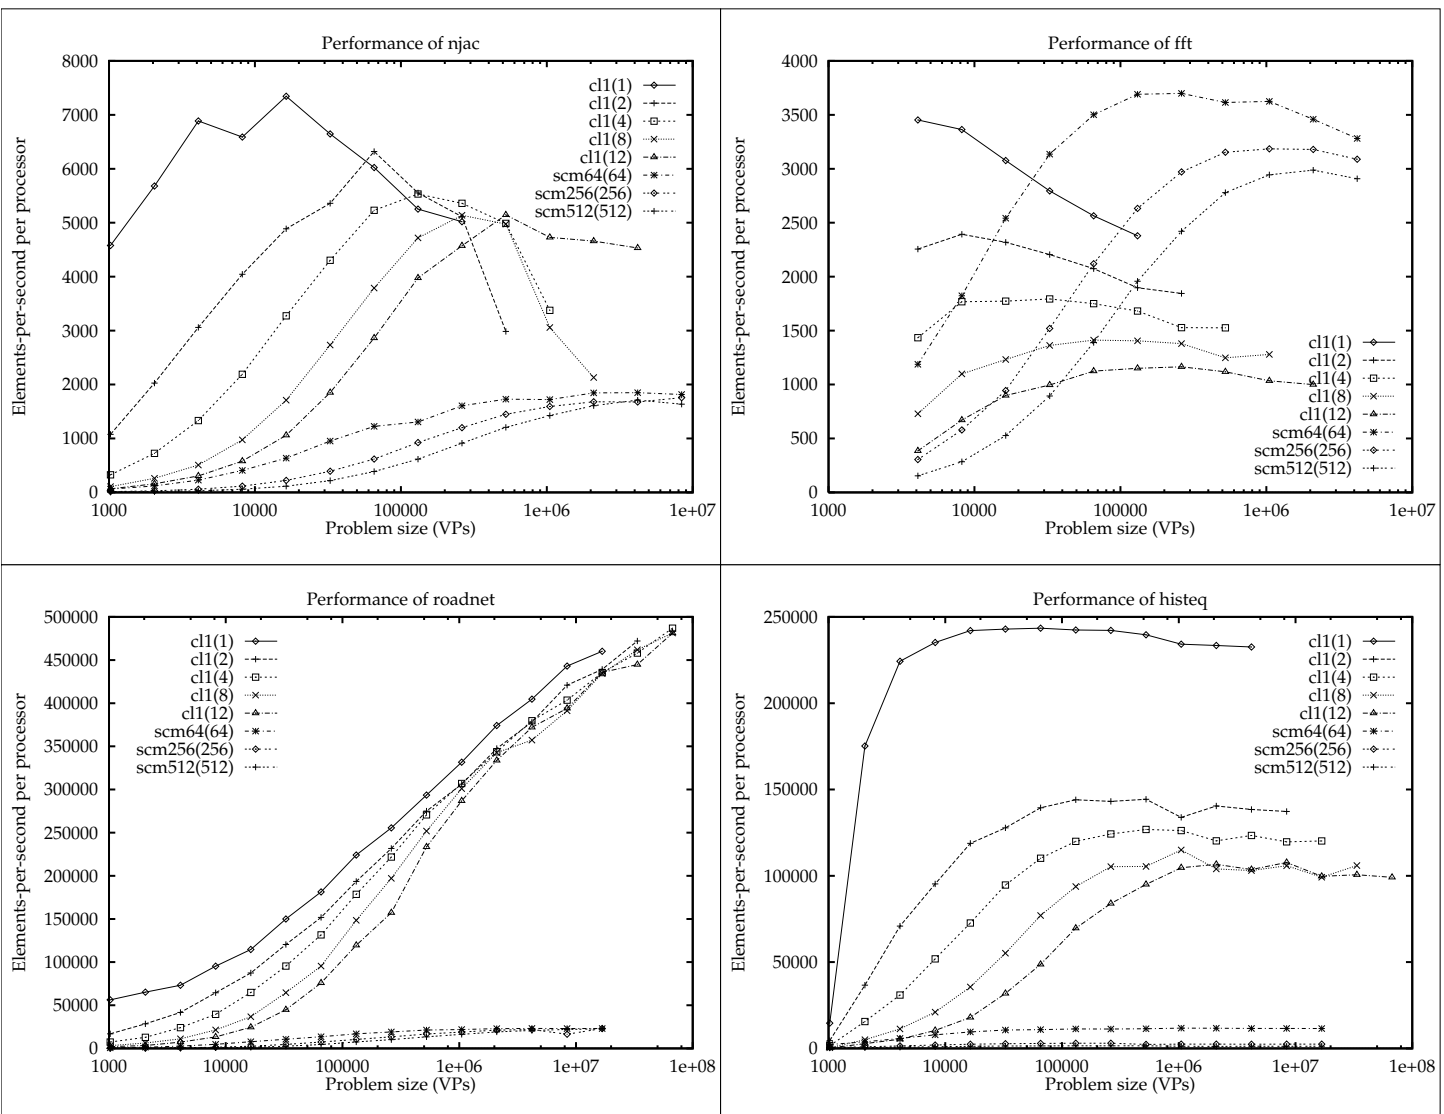 Performance of njac
Elements-per-second per processor
8000
7000
6000
5000
4000
3000
2000
1000
0
cl1(1)
cl1(2)
cl1(4)
cl1(8)
cl1(12)
scm64(64)
scm256(256)
scm512(512)
1000 10000 100000 1e+06 1e+07
Problem size (VPs)
Performance of fft
Elements-per-second per processor
4000
3500
3000
2500
2000
1500
1000
500
0
cl1(1)
cl1(2)
cl1(4)
cl1(8)
cl1(12)
scm64(64)
scm256(256)
scm512(512)
1000 10000 100000 1e+06 1e+07
Problem size (VPs)
Performance of roadnet
Elements-per-second per processor
500000
450000
400000
350000
300000
250000
200000
150000
100000
50000
0
cl1(1)
cl1(2)
cl1(4)
cl1(8)
cl1(12)
scm64(64)
scm256(256)
scm512(512)
1000 10000 100000 1e+06 1e+07 1e+08
Problem size (VPs)
Performance of histeq
Elements-per-second per processor
250000
200000
150000
100000
50000
0
cl1(1)
cl1(2)
cl1(4)
cl1(8)
cl1(12)
scm64(64)
scm256(256)
scm512(512)
1000 10000 100000 1e+06 1e+07 1e+08
Problem size (VPs)